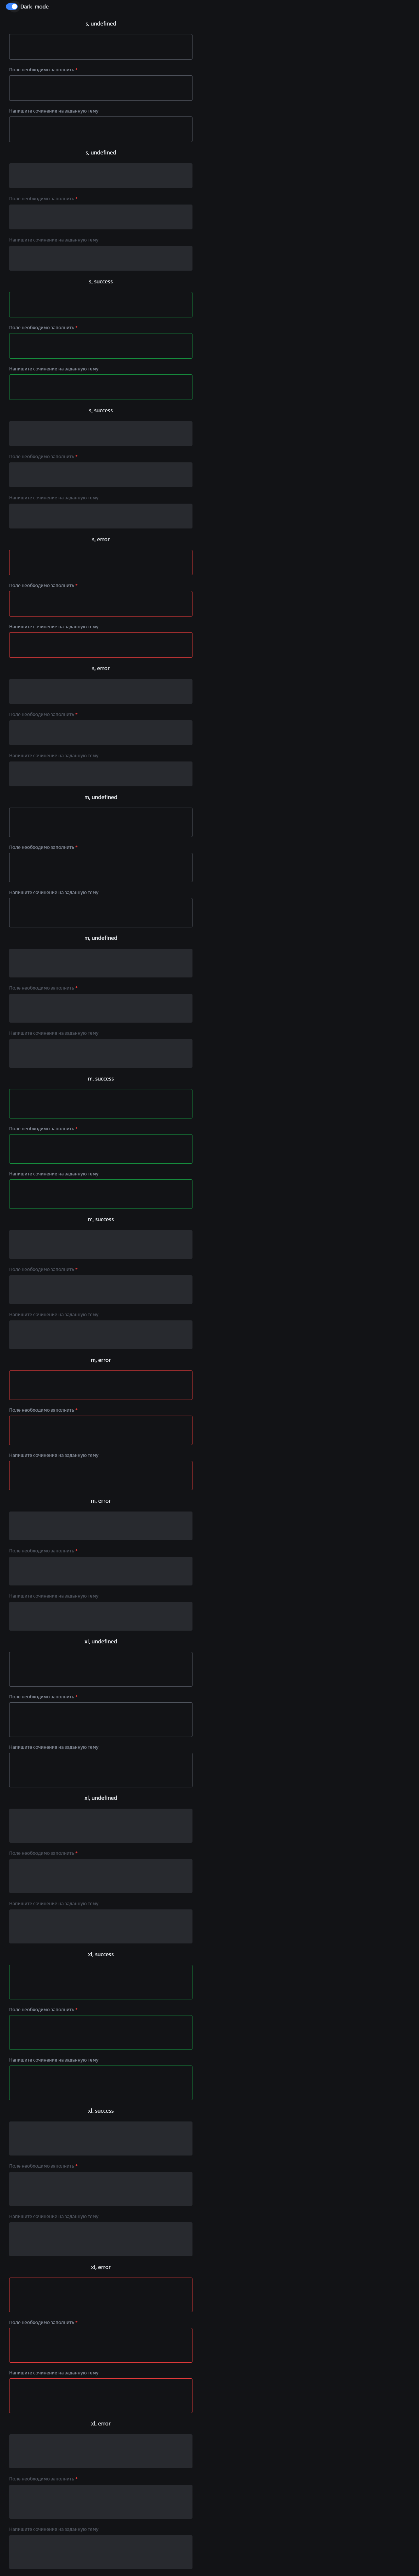 Dark_mode
s, undefined
Поле необходимо заполнить *
Напишите сочинение на заданную тему
s, undefined
Поле необходимо заполнить *
Напишите сочинение на заданную тему
s, success
Поле необходимо заполнить *
Напишите сочинение на заданную тему
s, success
Поле необходимо заполнить *
Напишите сочинение на заданную тему
s, error
Поле необходимо заполнить *
Напишите сочинение на заданную тему
s, error
Поле необходимо заполнить *
Напишите сочинение на заданную тему
m, undefined
Поле необходимо заполнить *
Напишите сочинение на заданную тему
m, undefined
Поле необходимо заполнить *
Напишите сочинение на заданную тему
m, success
Поле необходимо заполнить *
Напишите сочинение на заданную тему
m, success
Поле необходимо заполнить *
Напишите сочинение на заданную тему
m, error
Поле необходимо заполнить *
Напишите сочинение на заданную тему
m, error
Поле необходимо заполнить *
Напишите сочинение на заданную тему
xl, undefined
Поле необходимо заполнить *
Напишите сочинение на заданную тему
xl, undefined
Поле необходимо заполнить *
Напишите сочинение на заданную тему
xl, success
Поле необходимо заполнить *
Напишите сочинение на заданную тему
xl, success
Поле необходимо заполнить *
Напишите сочинение на заданную тему
xl, error
Поле необходимо заполнить *
Напишите сочинение на заданную тему
xl, error
Поле необходимо заполнить *
Напишите сочинение на заданную тему